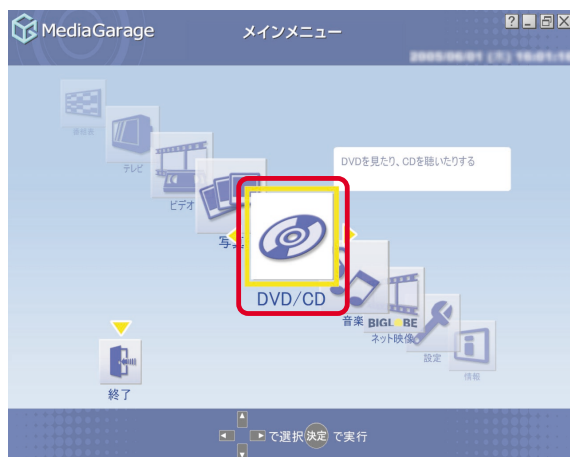 MediaGarage
メインメニュー
?
テレビ
ビデオ
写真
DVDを見たり、CDを聴いたりする
DVD/CD
音楽
BIGLOBE
ネット映像
設定
情報
終了
で選択 決定 で実行